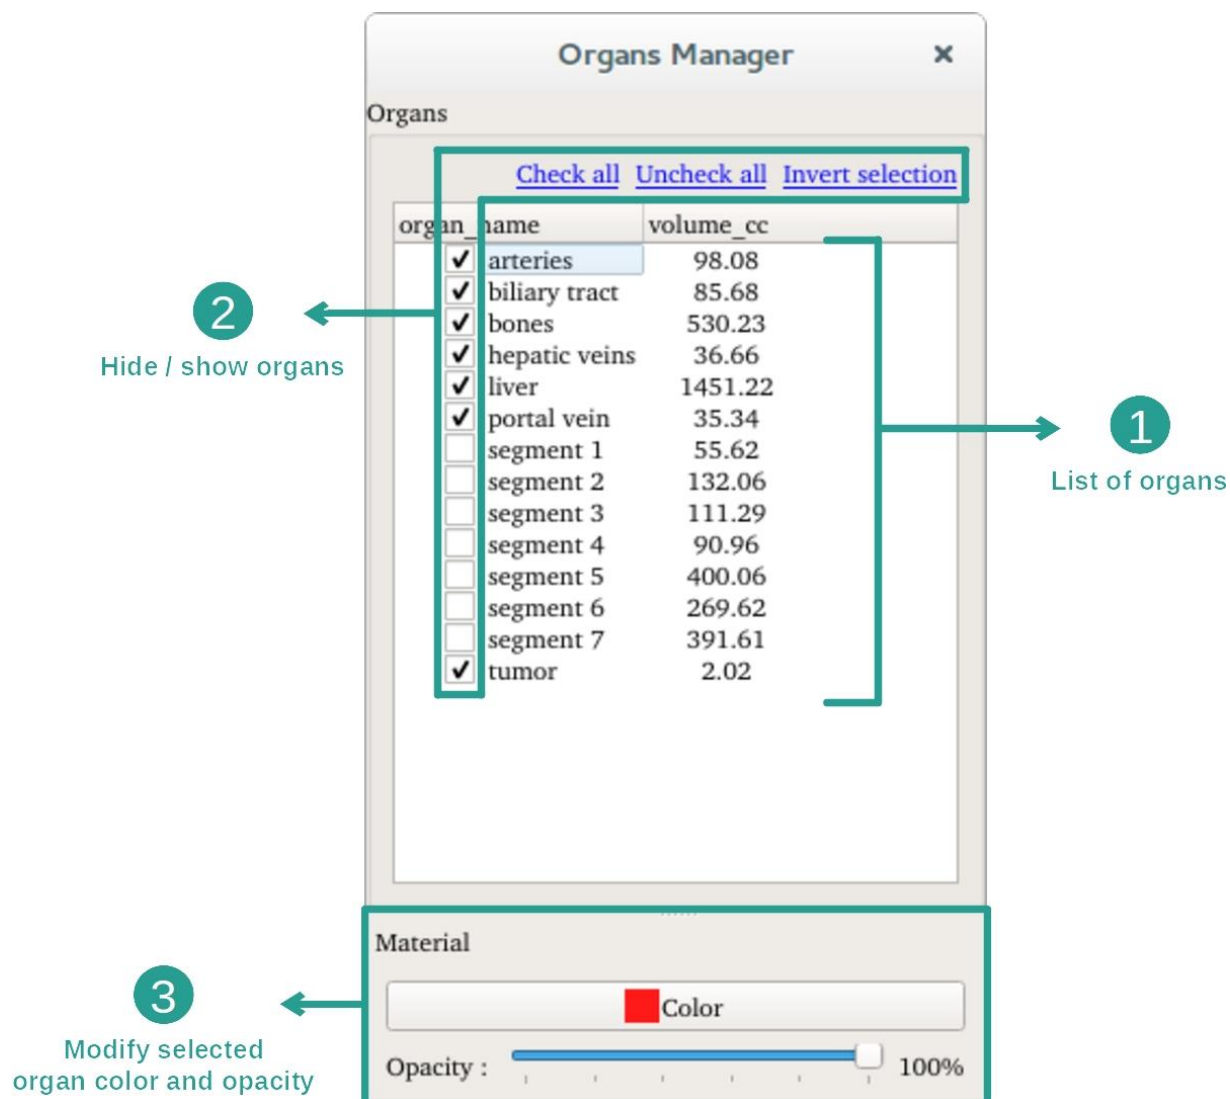 Organs Manager ×
Organs
Check all Uncheck all Invert selection
organ_name volume_cc
arteries 98.08
biliary tract 85.68
bones 530.23
hepatic veins 36.66
liver 1451.22
portal vein 35.34
segment 1 55.62
segment 2 132.06
segment 3 111.29
segment 4 90.96
segment 5 400.06
segment 6 269.62
segment 7 391.61
tumor 2.02
2
Hide / show organs
1
List of organs
Material
Color
Opacity : 100%
3
Modify selected
organ color and opacity